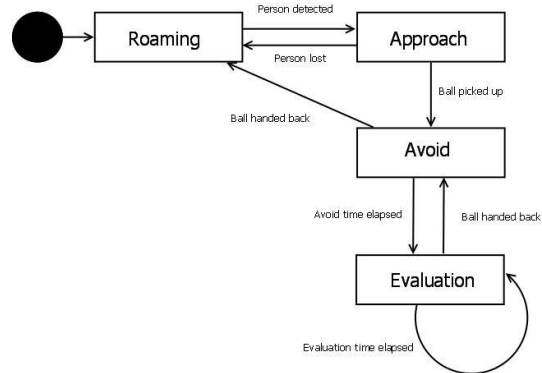 Person detected
Roaming
Approach
Person lost
Ball picked up
Ball handed back
Avoid
Avoid time elapsed
Ball handed back
Evaluation
Evaluation time elapsed